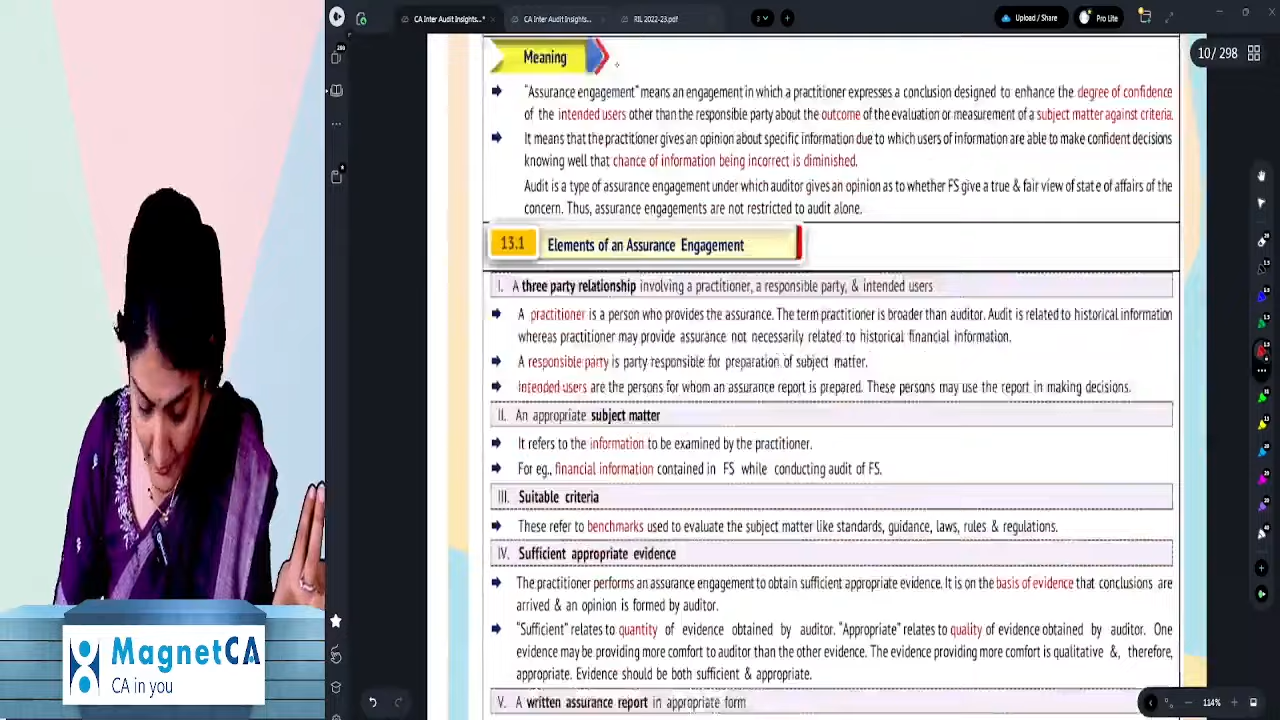 CA Inter Audit Insights...*
CA Inter Audit Insights...
RIL 2022-23.pdf
3
Upload / Share
Pro Lite
10/298
Meaning
"Assurance engagement" means an engagement in which a practitioner expresses a conclusion designed to enhance the degree of confidence
of the intended users other than the responsible party about the outcome of the evaluation or measurement of a subject matter against criteria.
It means that the practitioner gives an opinion about specific information due to which users of information are able to make confident decisions
knowing well that chance of information being incorrect is diminished.
Audit is a type of assurance engagement under which auditor gives an opinion as to whether FS give a true & fair view of state of affairs of the
concern. Thus, assurance engagements are not restricted to audit alone.
13.1 Elements of an Assurance Engagement
I. A three party relationship involving a practitioner, a responsible party, & intended users
A practitioner is a person who provides the assurance. The term practitioner is broader than auditor. Audit is related to historical information
whereas practitioner may provide assurance not necessarily related to historical financial information.
A responsible party is party responsible for preparation of subject matter.
Intended users are the persons for whom an assurance report is prepared. These persons may use the report in making decisions.
II. An appropriate subject matter
It refers to the information to be examined by the practitioner.
For eg., financial information contained in FS while conducting audit of FS.
III. Suitable criteria
These refer to benchmarks used to evaluate the subject matter like standards, guidance, laws, rules & regulations.
IV. Sufficient appropriate evidence
The practitioner performs an assurance engagement to obtain sufficient appropriate evidence. It is on the basis of evidence that conclusions are
arrived & an opinion is formed by auditor.
"Sufficient" relates to quantity of evidence obtained by auditor. "Appropriate" relates to quality of evidence obtained by auditor. One
evidence may be providing more comfort to auditor than the other evidence. The evidence providing more comfort is qualitative &, therefore,
appropriate. Evidence should be both sufficient & appropriate.
V. A written assurance report in appropriate form
114%
MagnetCA
CA in you